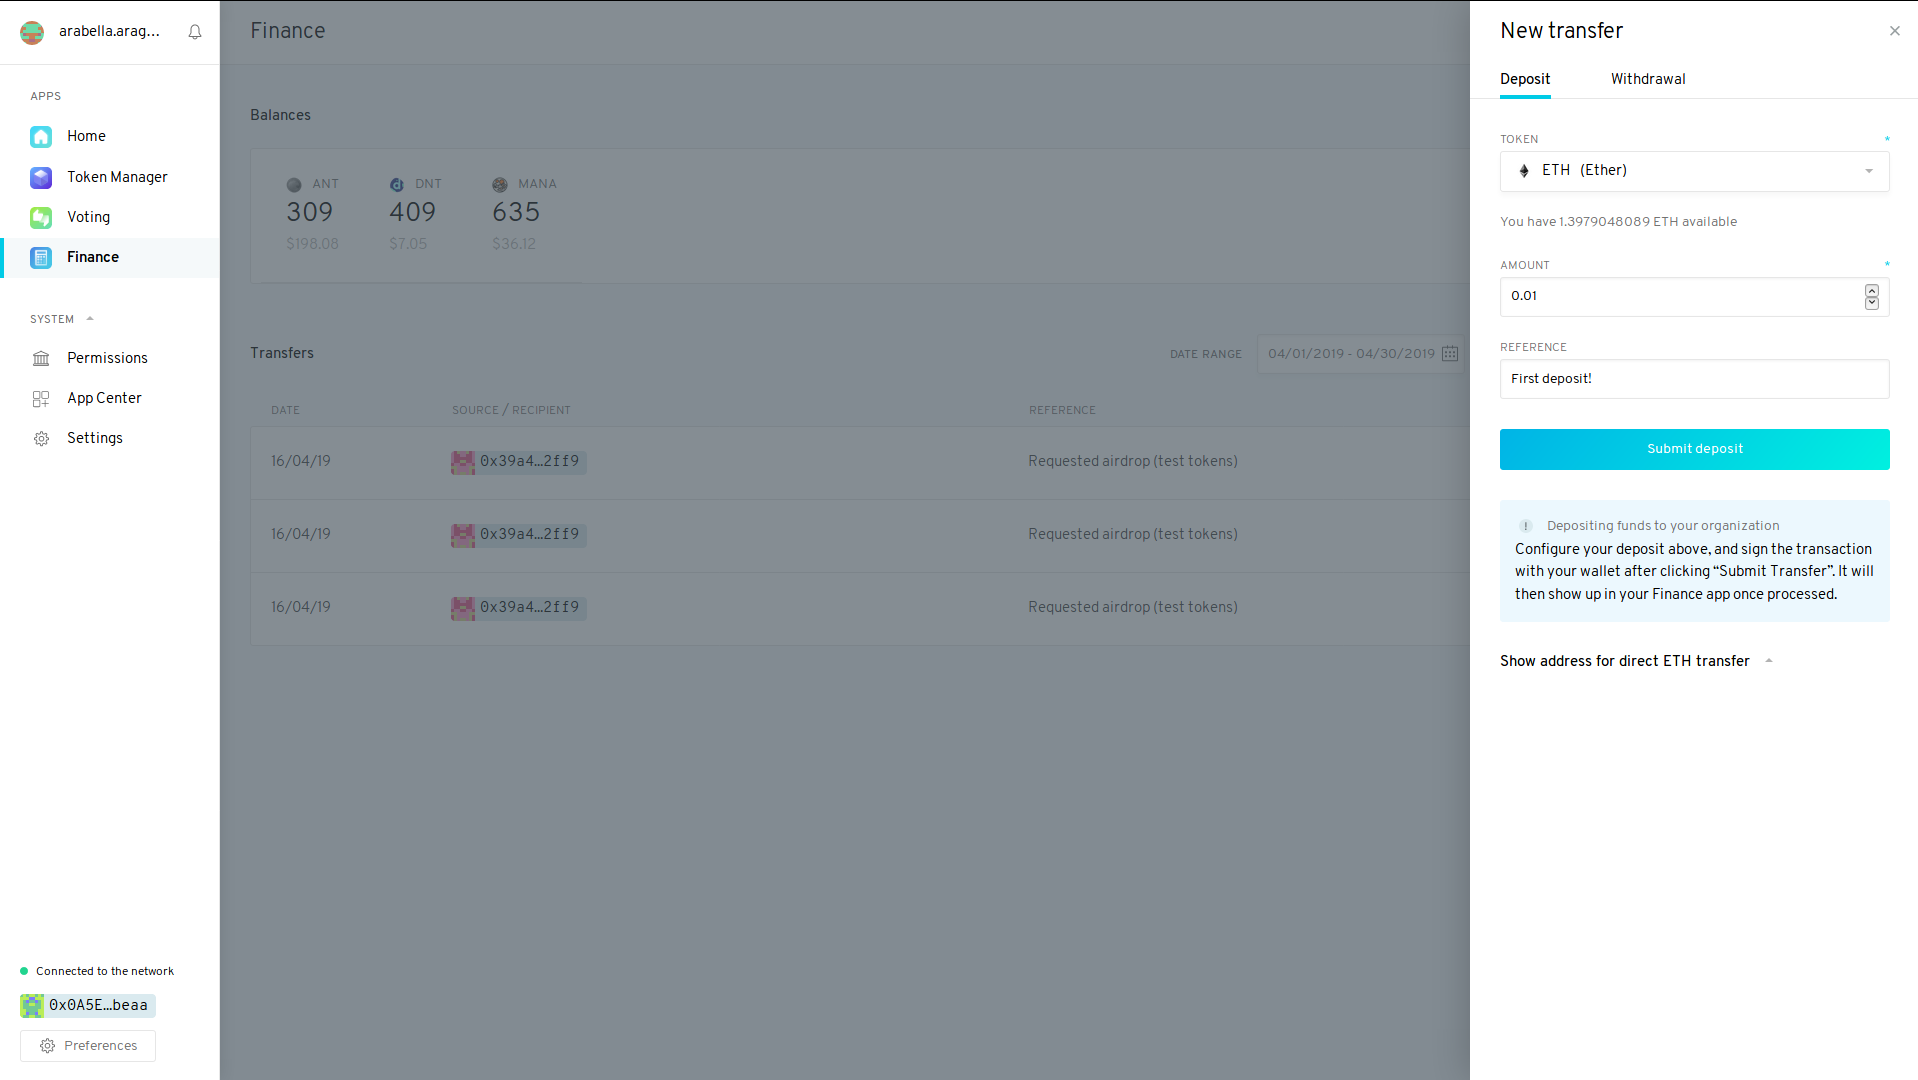 arabella.arag...
APPS
Home
Token Manager
Voting
Finance
SYSTEM
Permissions
App Center
Settings
Connected to the network
0x0A5E…beaa
Preferences
Finance
Balances
ANT
309
$198.08
DNT
409
$7.05
MANA
635
$36.12
Transfers
DATE RANGE
04/01/2019 - 04/30/2019
DATE SOURCE / RECIPIENT REFERENCE
16/04/19 0x39a4…2ff9 Requested airdrop (test tokens)
16/04/19 0x39a4…2ff9 Requested airdrop (test tokens)
16/04/19 0x39a4…2ff9 Requested airdrop (test tokens)
New transfer
Deposit Withdrawal
TOKEN *
ETH (Ether)
You have 1.3979048089 ETH available
AMOUNT *
0.01
REFERENCE
First deposit!
Submit deposit
Depositing funds to your organization
Configure your deposit above, and sign the transaction
with your wallet after clicking “Submit Transfer”. It will
then show up in your Finance app once processed.
Show address for direct ETH transfer